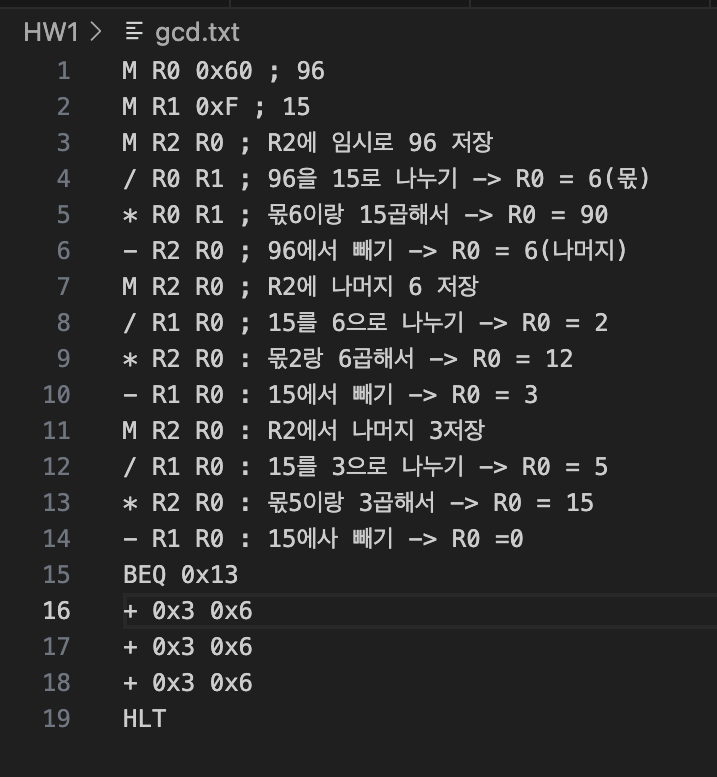 HW1 > gcd.txt
1 M R0 0x60 ; 96
2 M R1 0xF ; 15
3 M R2 R0 ; R2에 임시로 96 저장
4 / R0 R1 ; 96을 15로 나누기 -> R0 = 6(몫)
5 * R0 R1 ; 몫6이랑 15곱해서 -> R0 = 90
6 - R2 R0 ; 96에서 빼기 -> R0 = 6(나머지)
7 M R2 R0 ; R2에 나머지 6 저장
8 / R1 R0 ; 15를 6으로 나누기 -> R0 = 2
9 * R2 R0 : 몫2랑 6곱해서 -> R0 = 12
10 - R1 R0 : 15에서 빼기 -> R0 = 3
11 M R2 R0 : R2에서 나머지 3저장
12 / R1 R0 : 15를 3으로 나누기 -> R0 = 5
13 * R2 R0 : 몫5이랑 3곱해서 -> R0 = 15
14 - R1 R0 : 15에사 빼기 -> R0 =0
15 BEQ 0x13
16 + 0x3 0x6
17 + 0x3 0x6
18 + 0x3 0x6
19 HLT